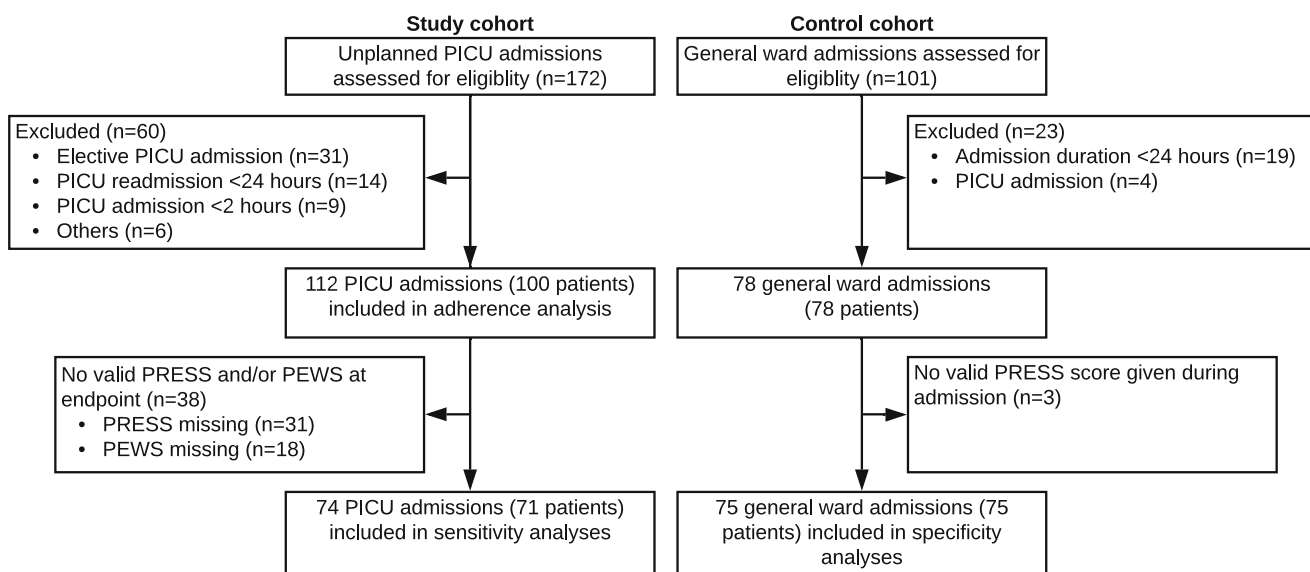 Study cohort
Unplanned PICU admissions
assessed for eligiblity (n=172)
Excluded (n=60)
• Elective PICU admission (n=31)
• PICU readmission <24 hours (n=14)
• PICU admission <2 hours (n=9)
• Others (n=6)
112 PICU admissions (100 patients)
included in adherence analysis
No valid PRESS and/or PEWS at
endpoint (n=38)
• PRESS missing (n=31)
• PEWS missing (n=18)
74 PICU admissions (71 patients)
included in sensitivity analyses
Control cohort
General ward admissions assessed for
eligiblity (n=101)
Excluded (n=23)
• Admission duration <24 hours (n=19)
• PICU admission (n=4)
78 general ward admissions
(78 patients)
No valid PRESS score given during
admission (n=3)
75 general ward admissions (75
patients) included in specificity
analyses